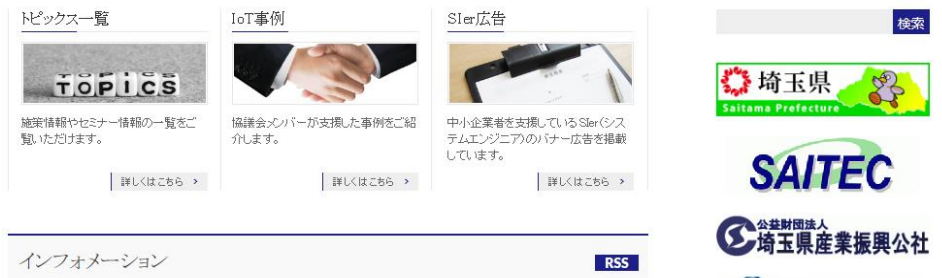 トピックス一覧
IoT事例
SIer広告
検索
TOPICS
埼玉県
Saitama Prefecture
施策情報やセミナー情報の一覧をご
覧いただけます。
協議会メンバーが支援した事例をご紹
介します。
中小企業者を支援しているSIer(シス
テムエンジニア)のバナー広告を掲載
しています。
SAITEC
詳しくはこちら >
詳しくはこちら >
詳しくはこちら >
公益財団法人
埼玉県産業振興公社
インフォメーション
RSS